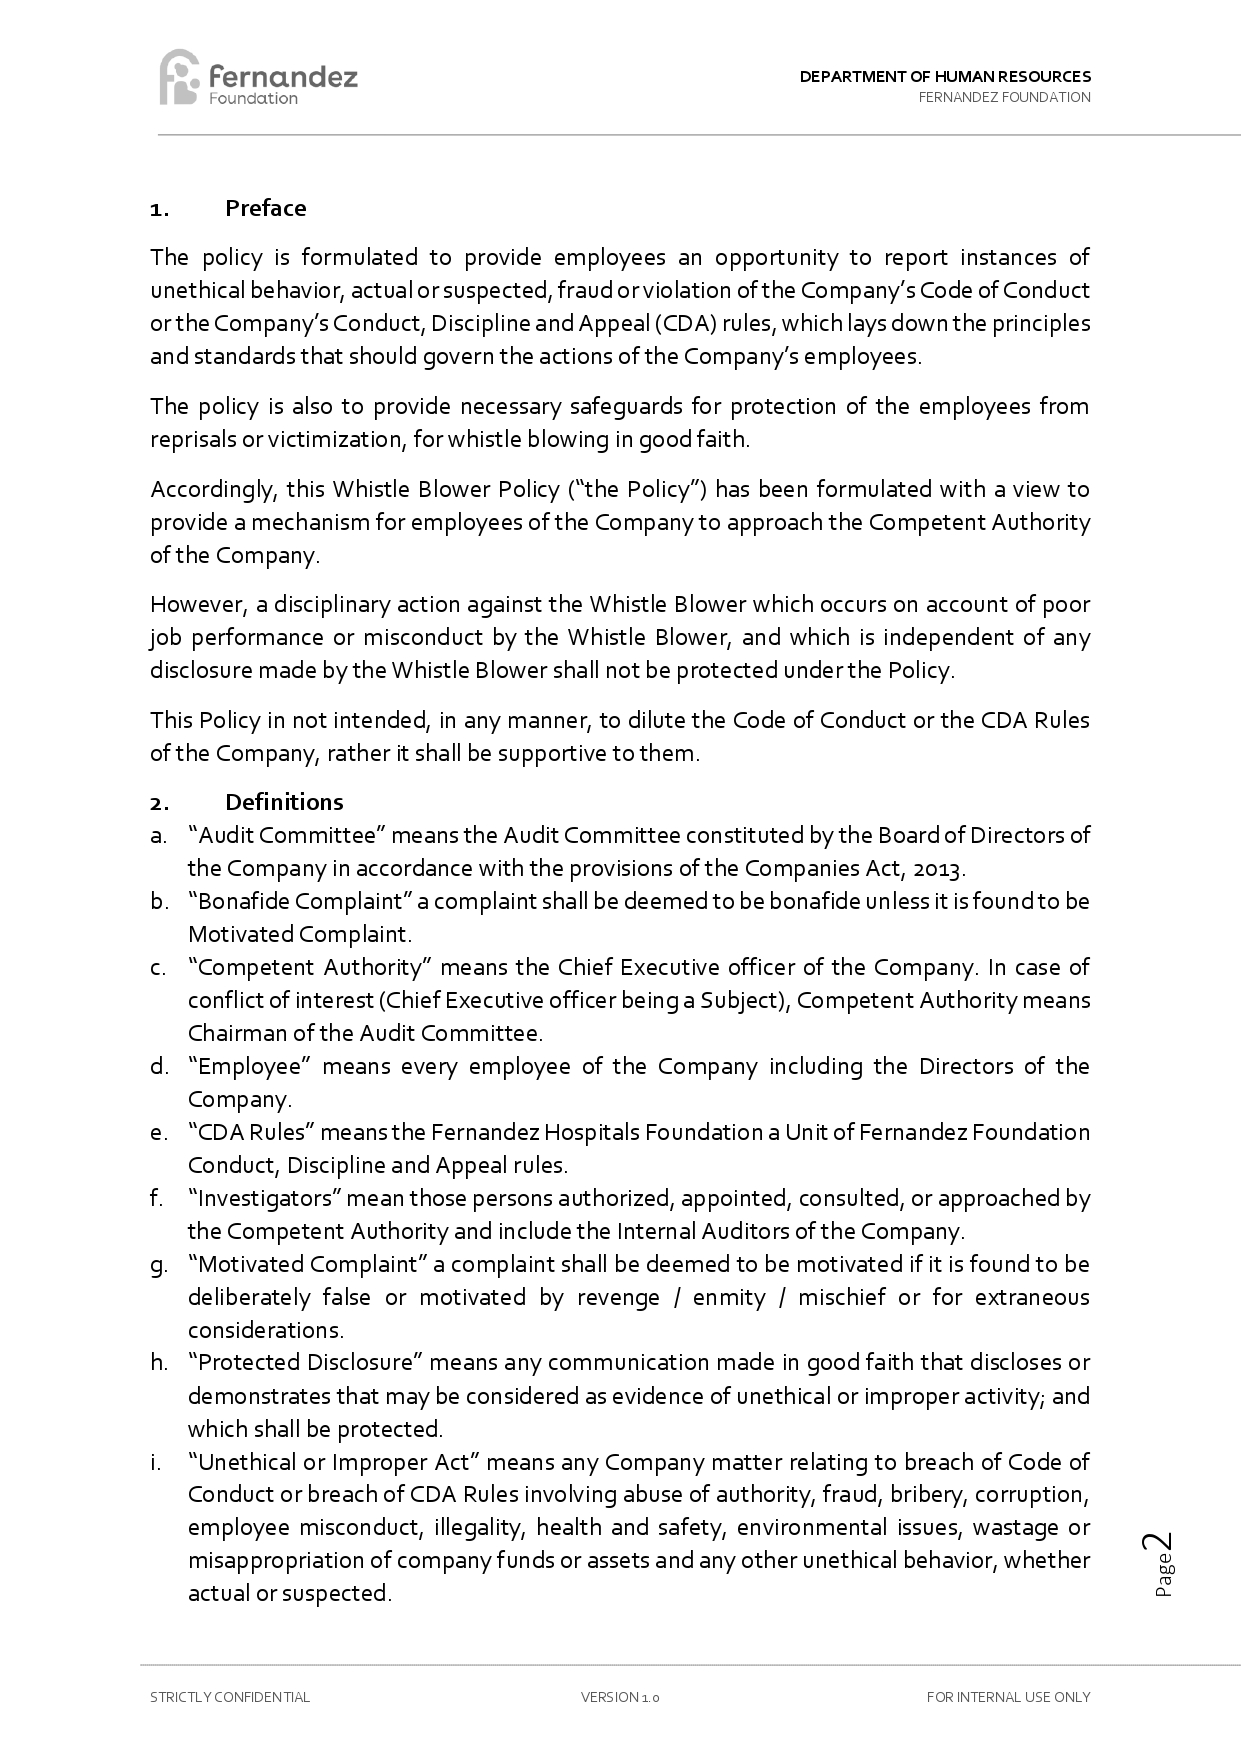 fernandez
Foundation
DEPARTMENT OF HUMAN RESOURCES
FERNANDEZ FOUNDATION
1. Preface
The policy is formulated to provide employees an opportunity to report instances of
unethical behavior, actual or suspected, fraud or violation of the Company’s Code of Conduct
or the Company’s Conduct, Discipline and Appeal (CDA) rules, which lays down the principles
and standards that should govern the actions of the Company’s employees.
The policy is also to provide necessary safeguards for protection of the employees from
reprisals or victimization, for whistle blowing in good faith.
Accordingly, this Whistle Blower Policy (“the Policy”) has been formulated with a view to
provide a mechanism for employees of the Company to approach the Competent Authority
of the Company.
However, a disciplinary action against the Whistle Blower which occurs on account of poor
job performance or misconduct by the Whistle Blower, and which is independent of any
disclosure made by the Whistle Blower shall not be protected under the Policy.
This Policy in not intended, in any manner, to dilute the Code of Conduct or the CDA Rules
of the Company, rather it shall be supportive to them.
2. Definitions
a. “Audit Committee” means the Audit Committee constituted by the Board of Directors of
the Company in accordance with the provisions of the Companies Act, 2013.
b. “Bonafide Complaint” a complaint shall be deemed to be bonafide unless it is found to be
Motivated Complaint.
c. “Competent Authority” means the Chief Executive officer of the Company. In case of
conflict of interest (Chief Executive officer being a Subject), Competent Authority means
Chairman of the Audit Committee.
d. “Employee” means every employee of the Company including the Directors of the
Company.
e. “CDA Rules” means the Fernandez Hospitals Foundation a Unit of Fernandez Foundation
Conduct, Discipline and Appeal rules.
f. “Investigators” mean those persons authorized, appointed, consulted, or approached by
the Competent Authority and include the Internal Auditors of the Company.
g. “Motivated Complaint” a complaint shall be deemed to be motivated if it is found to be
deliberately false or motivated by revenge / enmity / mischief or for extraneous
considerations.
h. “Protected Disclosure” means any communication made in good faith that discloses or
demonstrates that may be considered as evidence of unethical or improper activity; and
which shall be protected.
i. “Unethical or Improper Act” means any Company matter relating to breach of Code of
Conduct or breach of CDA Rules involving abuse of authority, fraud, bribery, corruption,
employee misconduct, illegality, health and safety, environmental issues, wastage or
misappropriation of company funds or assets and any other unethical behavior, whether
actual or suspected.
Page2
STRICTLY CONFIDENTIAL
VERSION 1.0
FOR INTERNAL USE ONLY